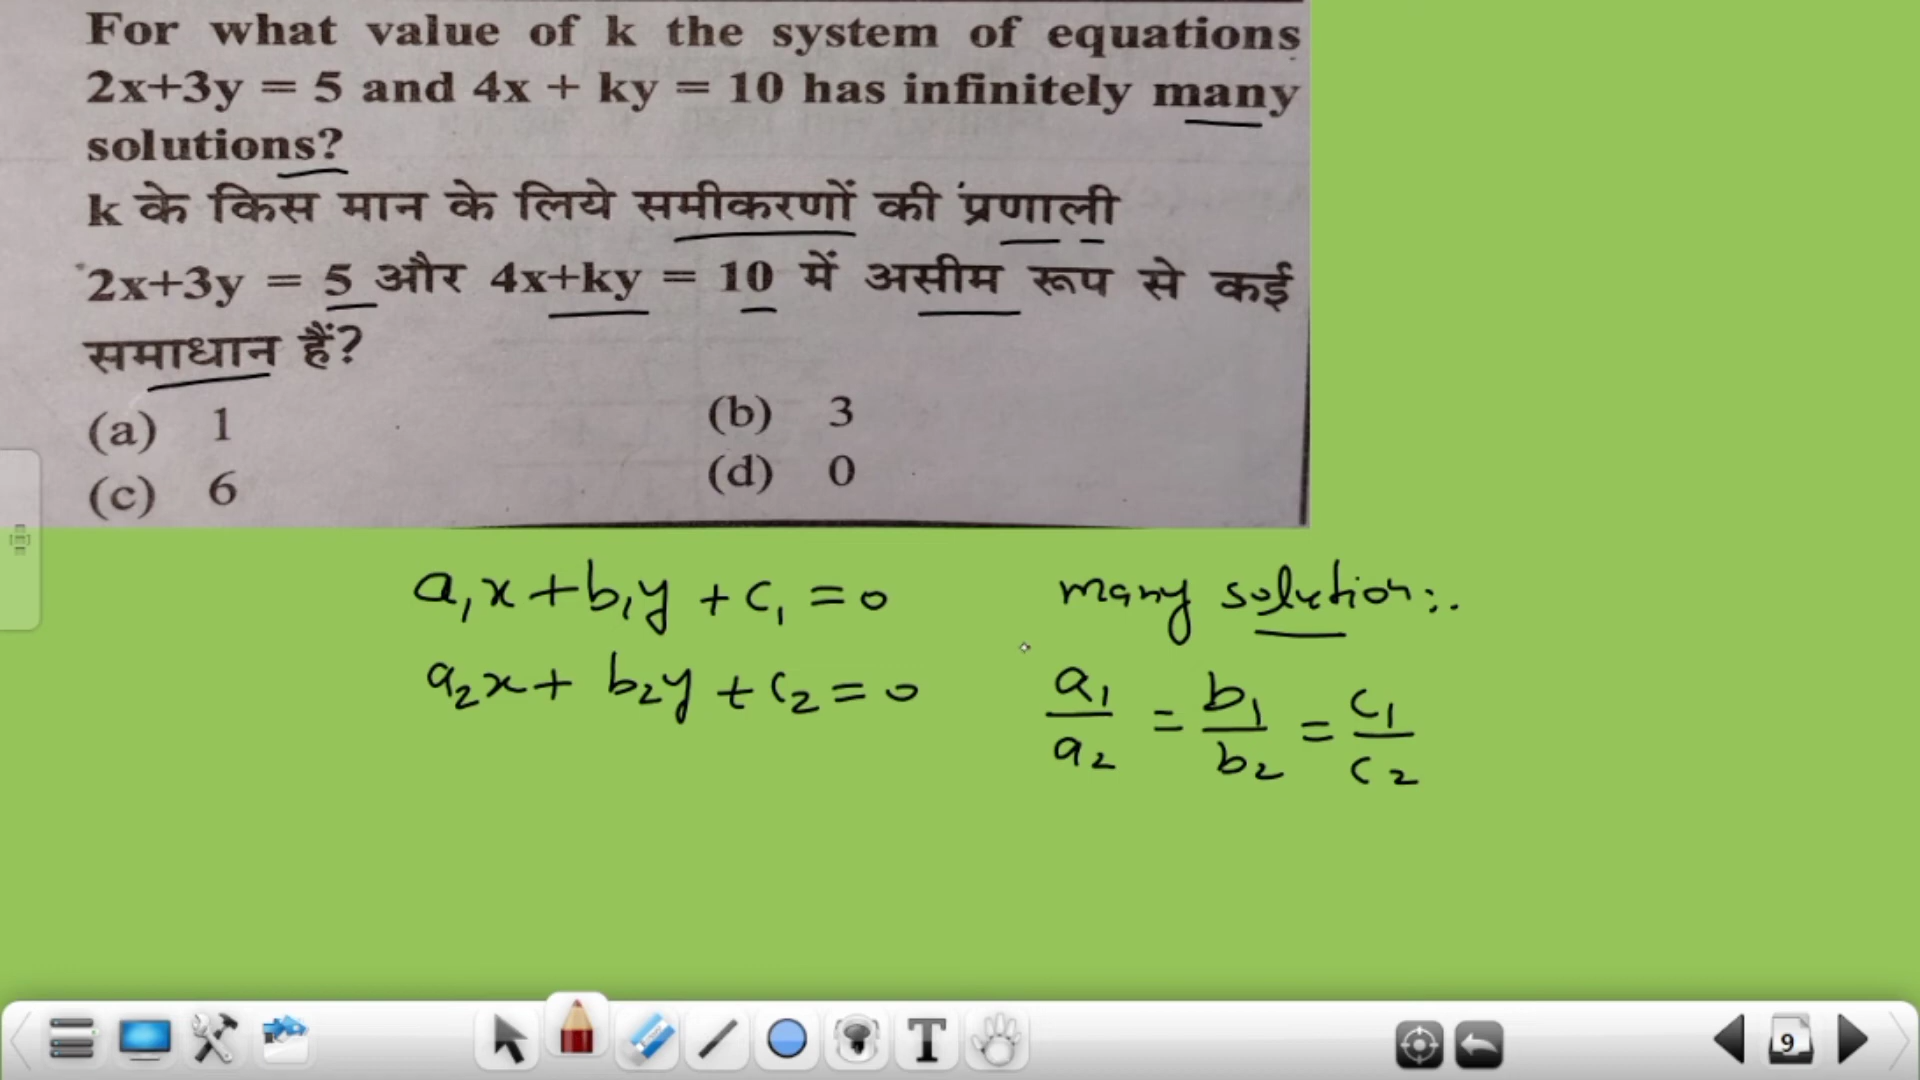 For what value of k the system of equations
2x+3y = 5 and 4x + ky = 10 has infinitely many
solutions?
k के किस मान के लिये समीकरणों की प्रणाली
2x+3y = 5 और 4x+ky = 10 में असीम रूप से कई
समाधान हैं?
(a) 1 (b) 3
(c) 6 (d) 0
a₁x+b₁y+c₁=0 many solution:.
a₂x+b₂y+c₂=0 a₁/a₂ = b₁/b₂ = c₁/c₂
T 9